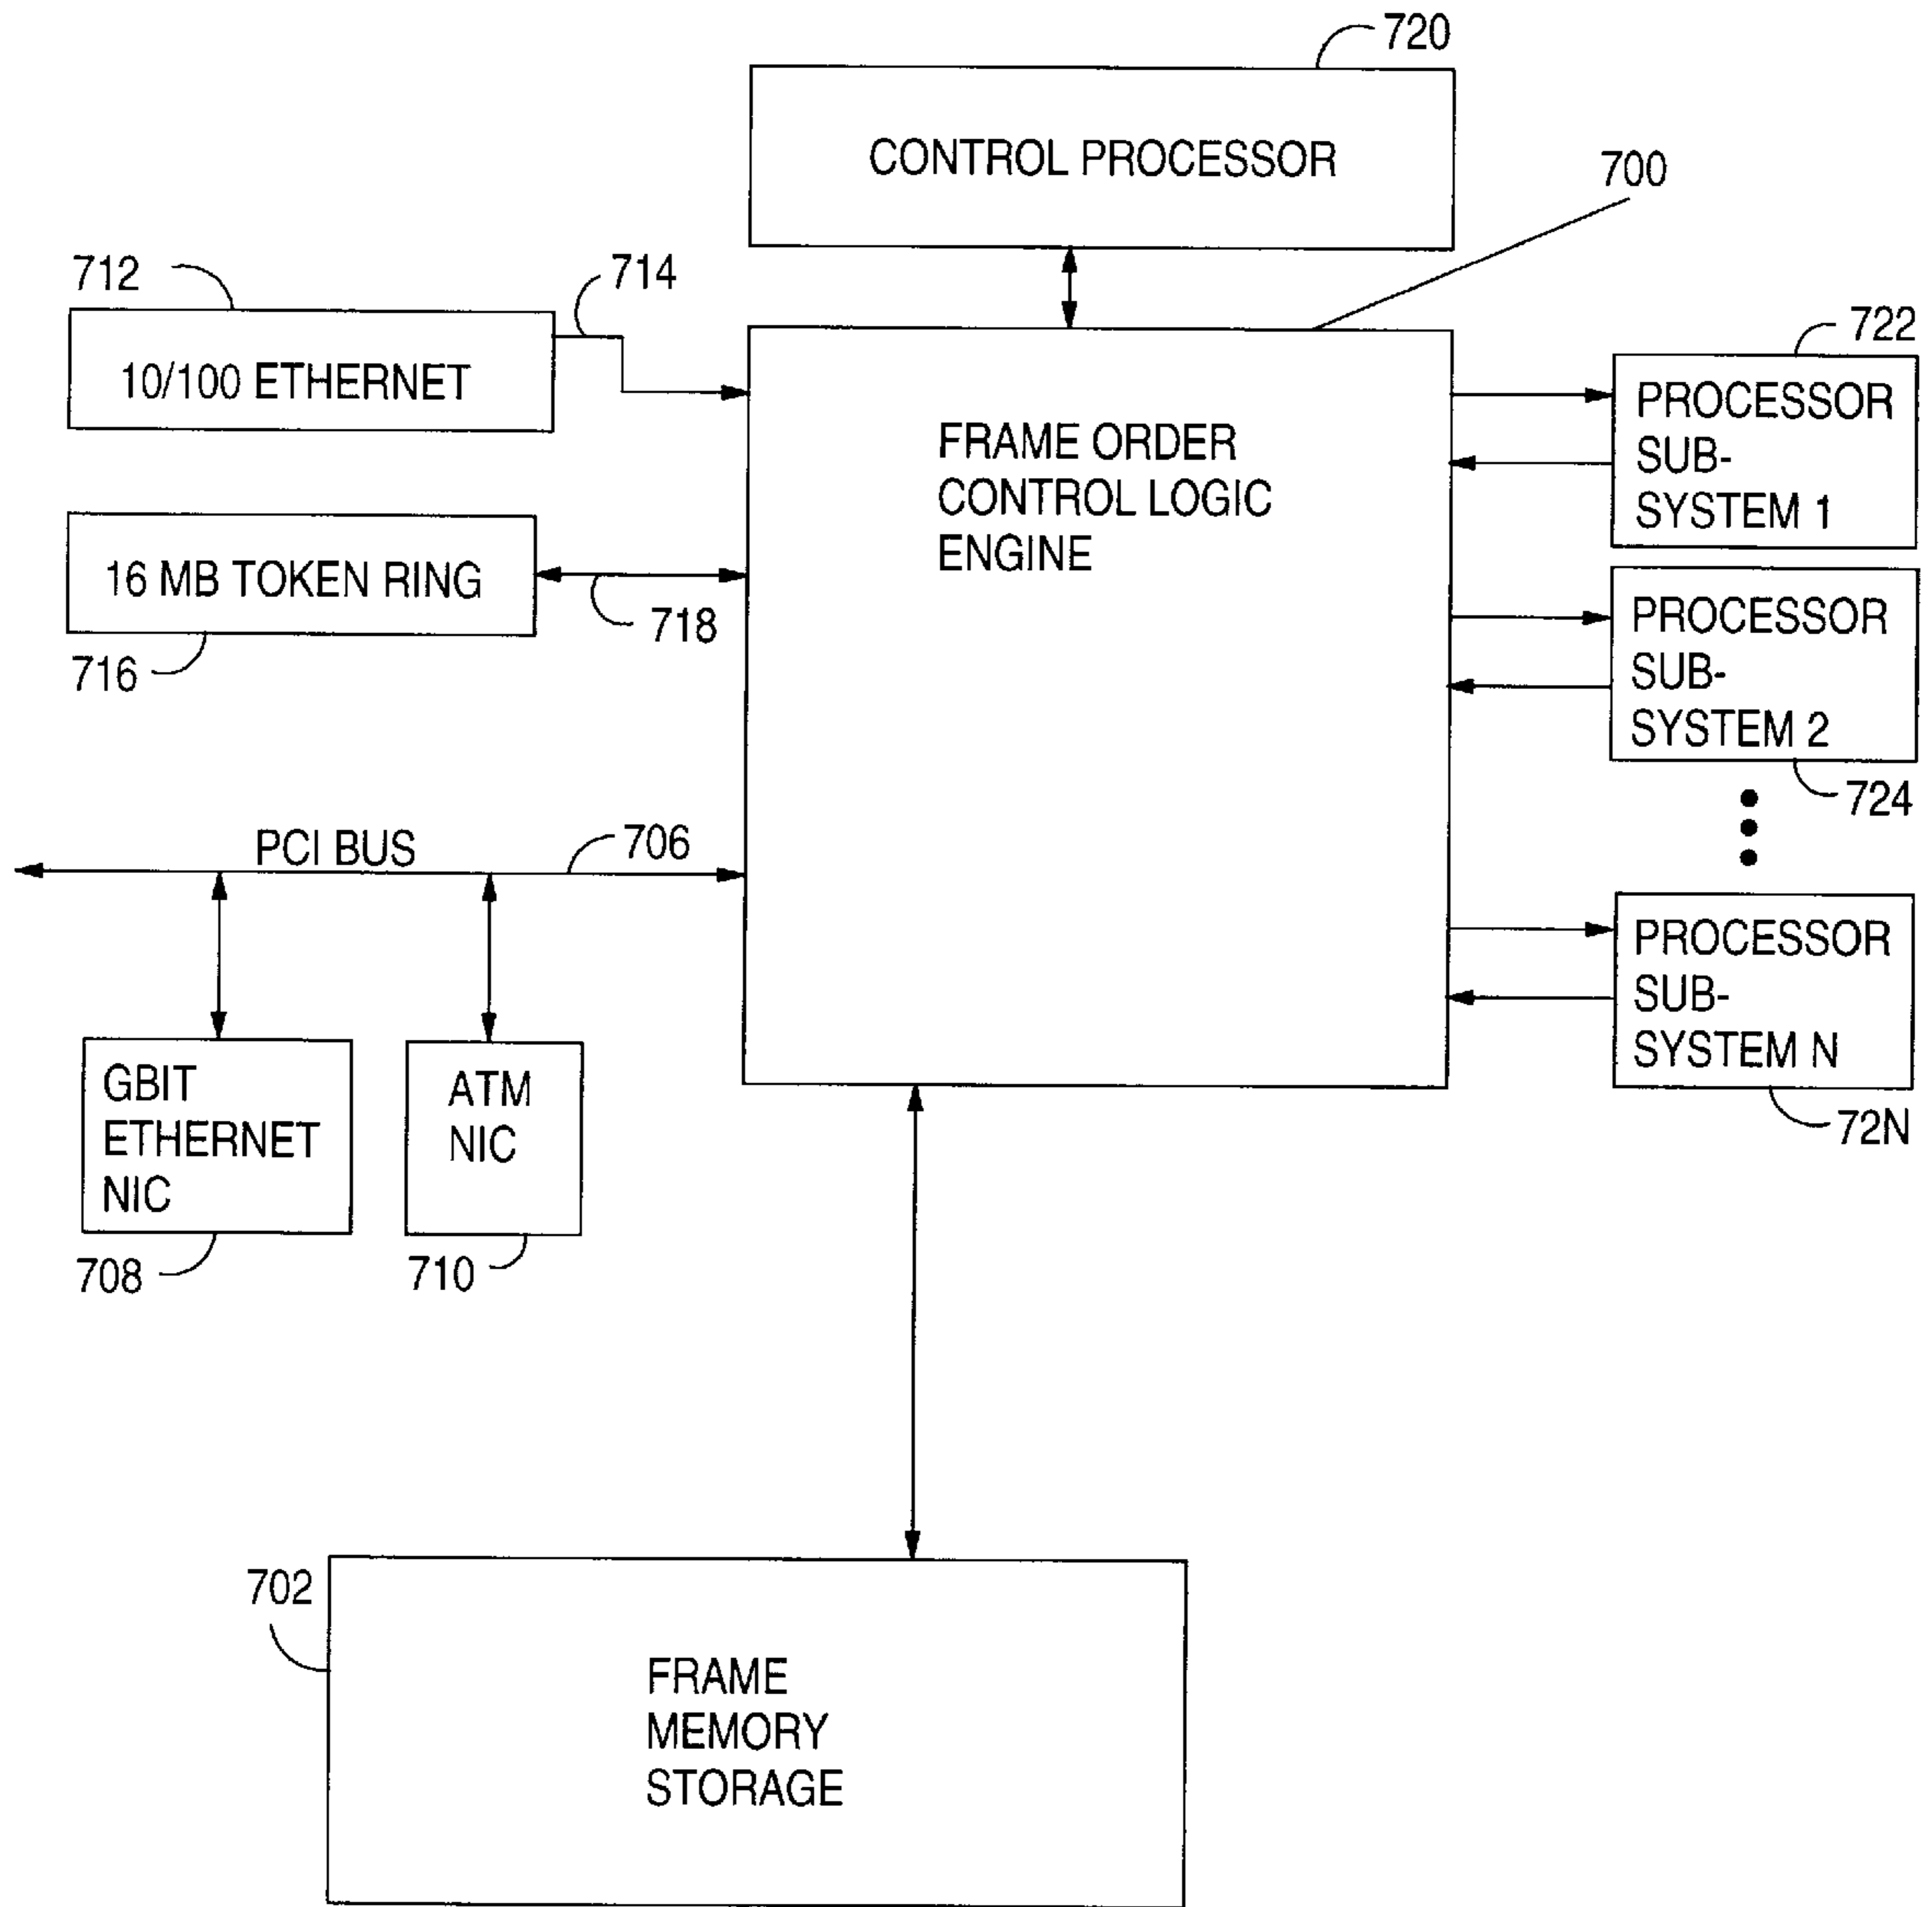 720
CONTROL PROCESSOR
700
712
714
10/100 ETHERNET
722
PROCESSOR
SUB-
SYSTEM 1
FRAME ORDER
CONTROL LOGIC
ENGINE
16 MB TOKEN RING
718
716
PROCESSOR
SUB-
SYSTEM 2
724
PCI BUS
706
PROCESSOR
SUB-
SYSTEM N
72N
GBIT
ETHERNET
NIC
708
ATM
NIC
710
702
FRAME
MEMORY
STORAGE